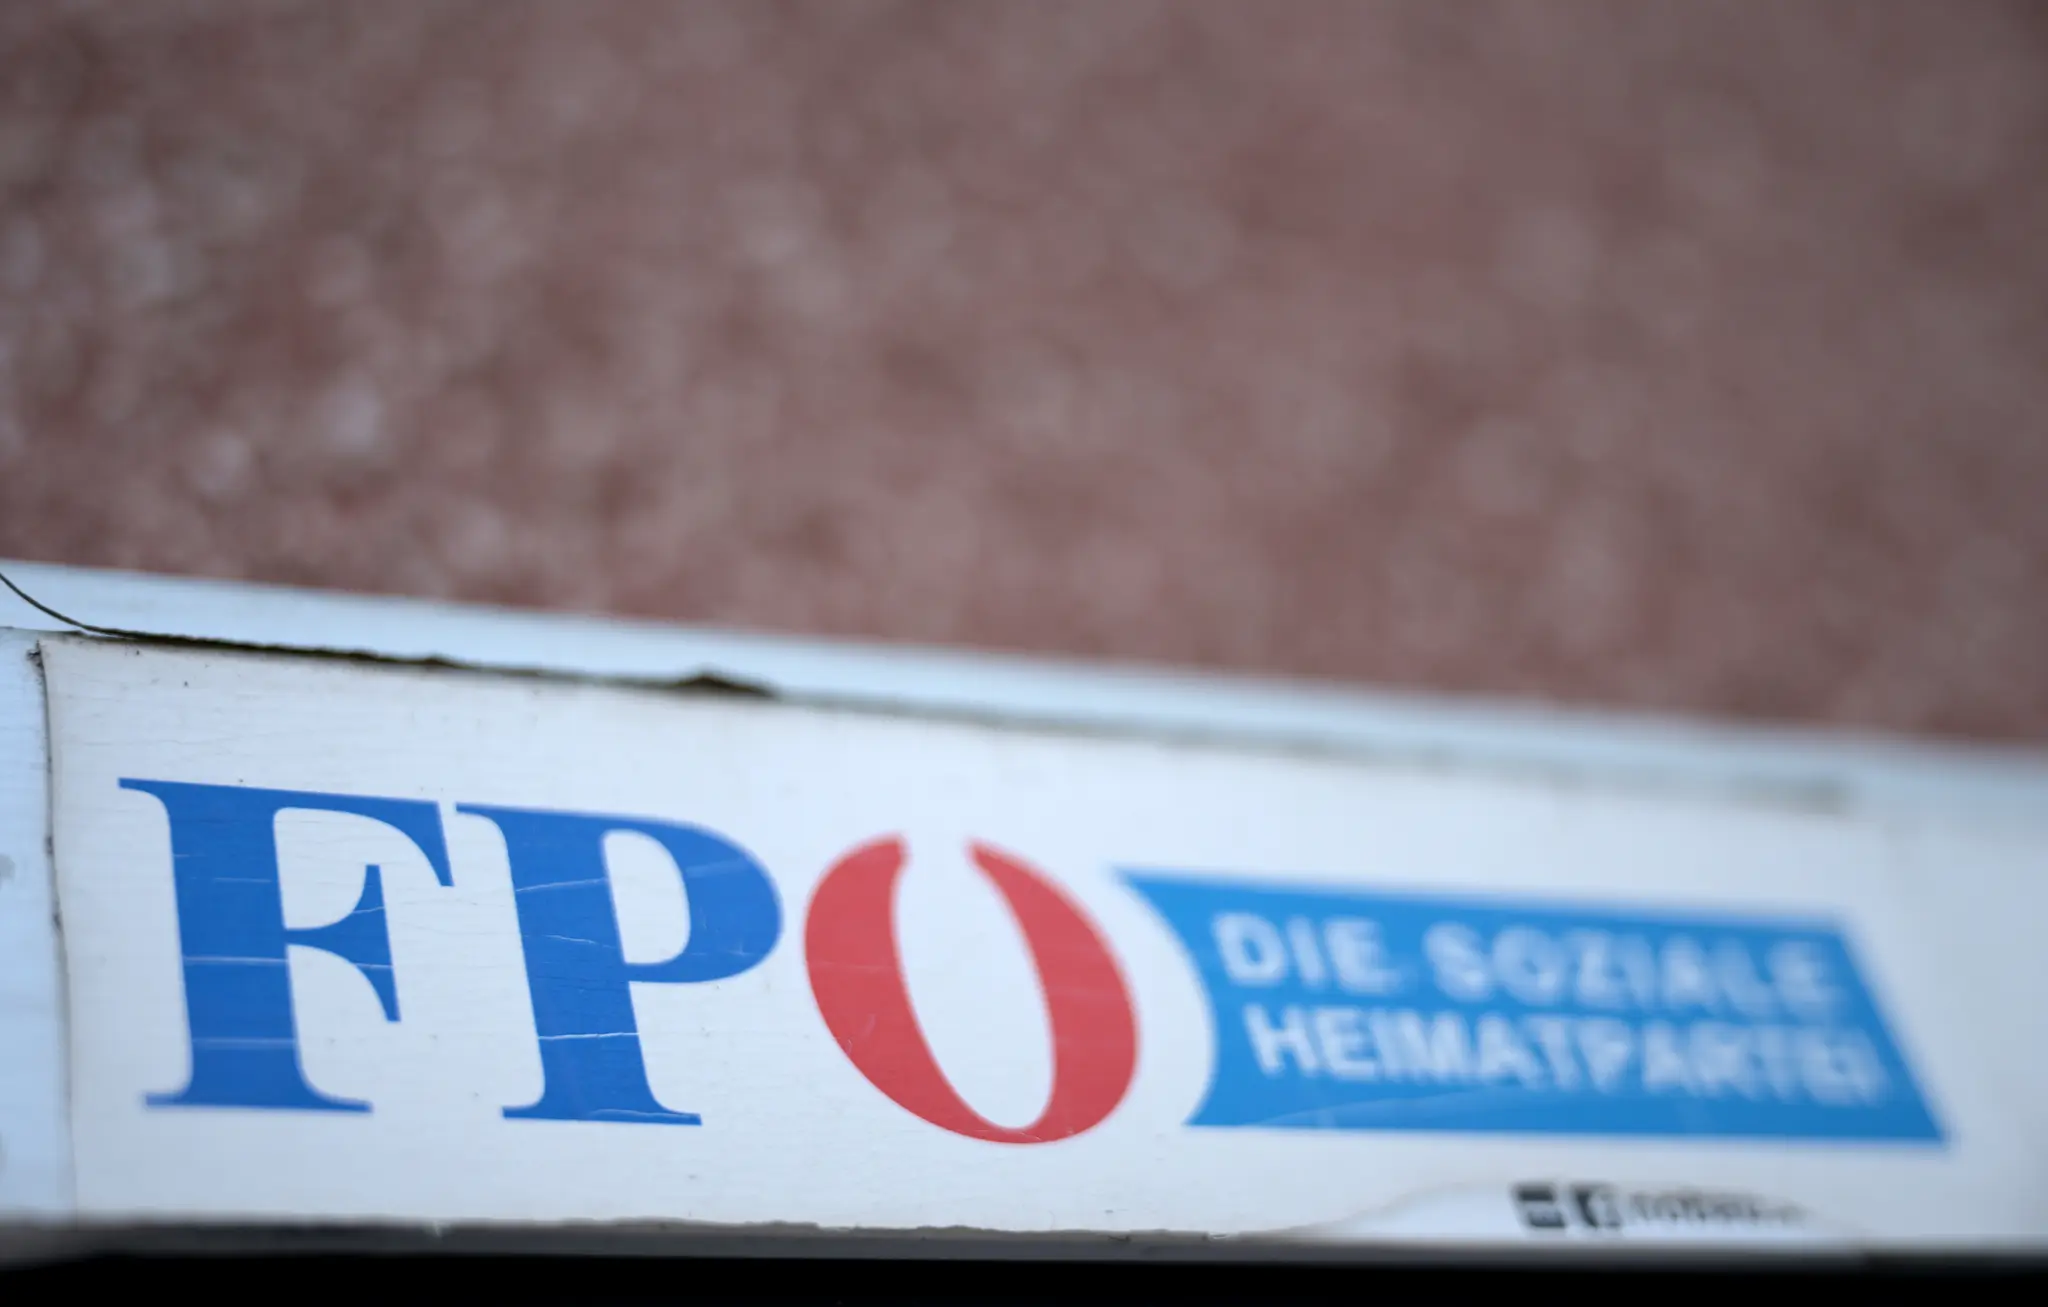 FPÖ
DIE SOZIALE
HEIMATPARTEI